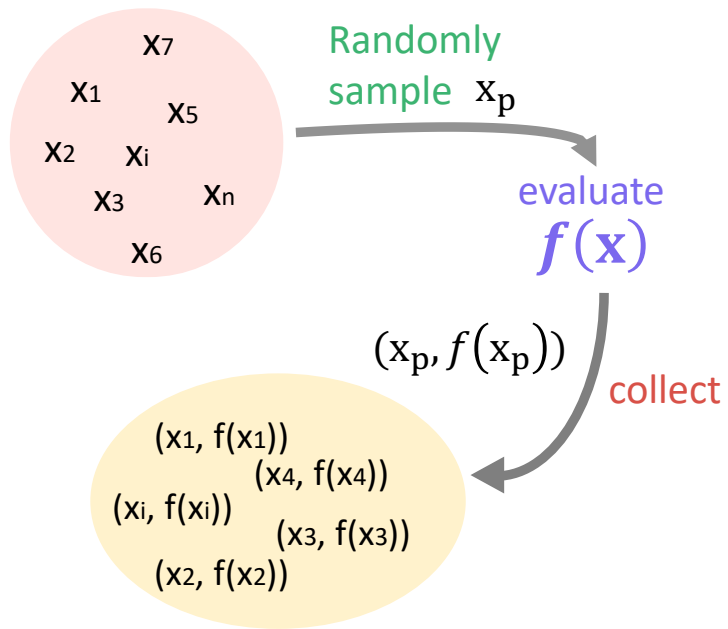 x7
x1
x5
x2
xi
x3
xn
x6
Randomly
sample xₚ
evaluate
f(x)
(xₚ, f(xₚ))
collect
(x1, f(x1))
(x4, f(x4))
(xi, f(xi))
(x3, f(x3))
(x2, f(x2))